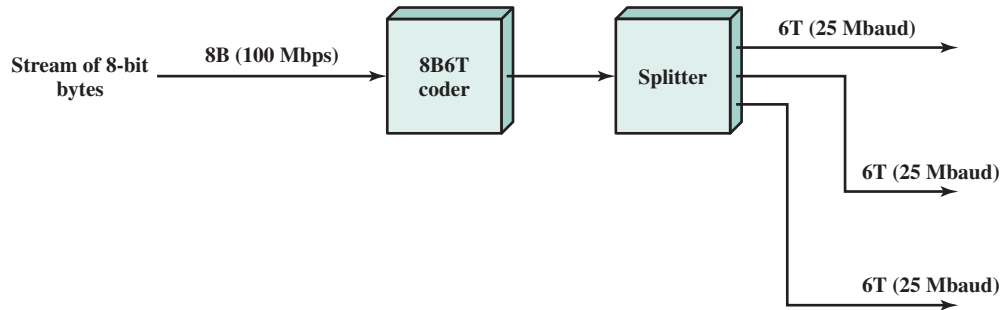 Stream of 8-bit
bytes
8B (100 Mbps)
8B6T
coder
Splitter
6T (25 Mbaud)
6T (25 Mbaud)
6T (25 Mbaud)